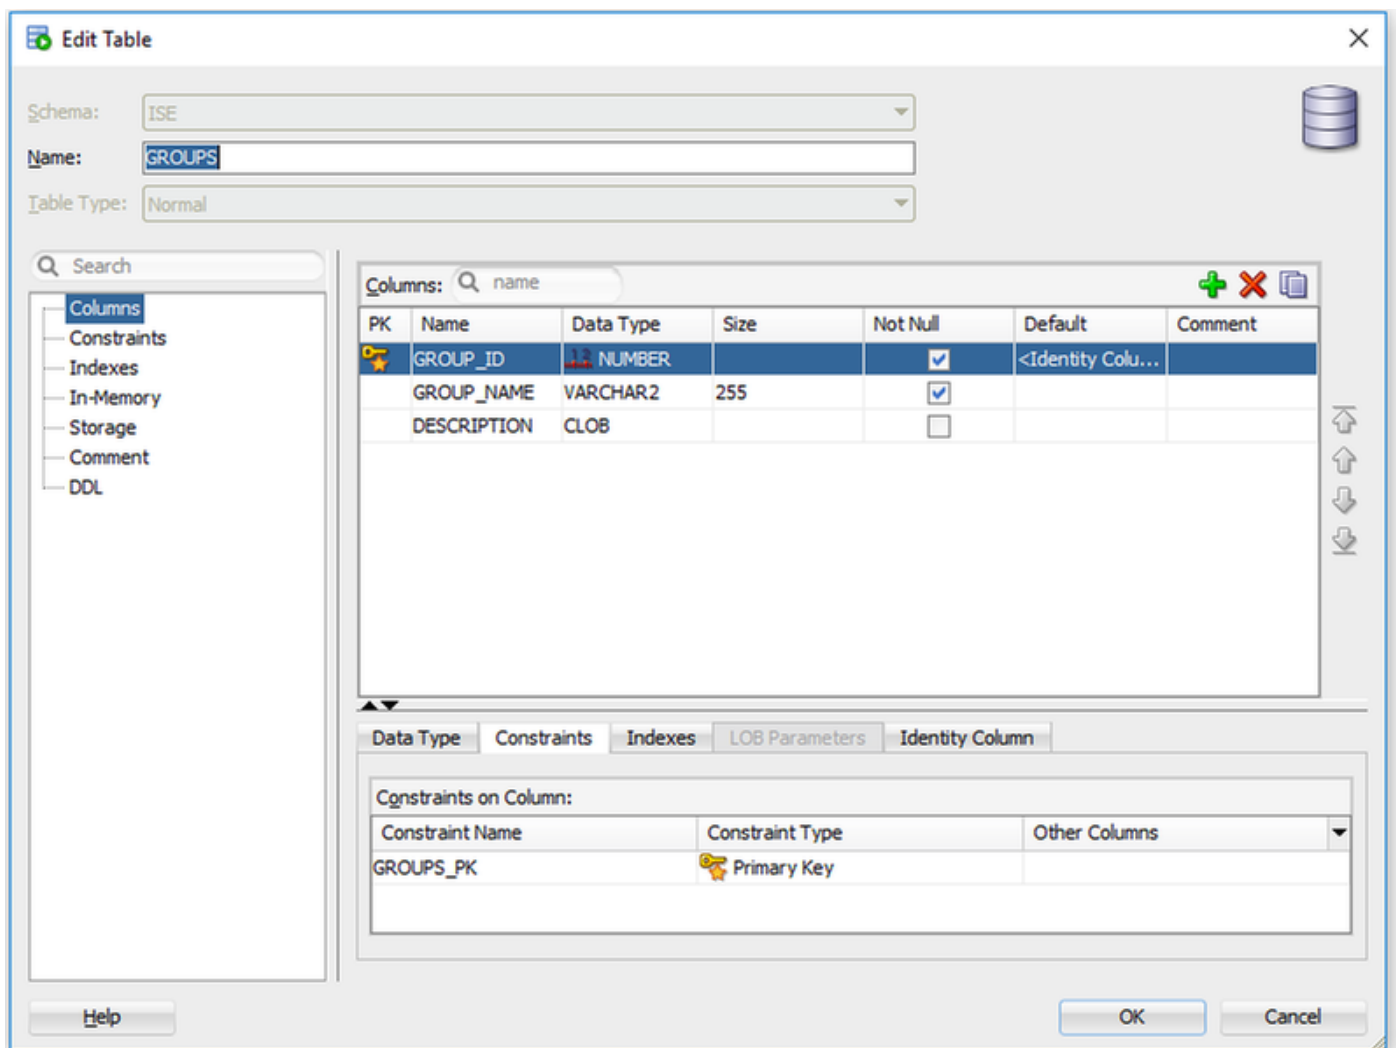 Edit Table
Schema: ISE
Name: GROUPS
Table Type: Normal
Search
Columns
Constraints
Indexes
In-Memory
Storage
Comment
DDL
Columns: name
PK Name Data Type Size Not Null Default Comment
GROUP_ID NUMBER <Identity Colu...
GROUP_NAME VARCHAR2 255
DESCRIPTION CLOB
Data Type Constraints Indexes LOB Parameters Identity Column
Constraints on Column:
Constraint Name Constraint Type Other Columns
GROUPS_PK Primary Key
Help OK Cancel